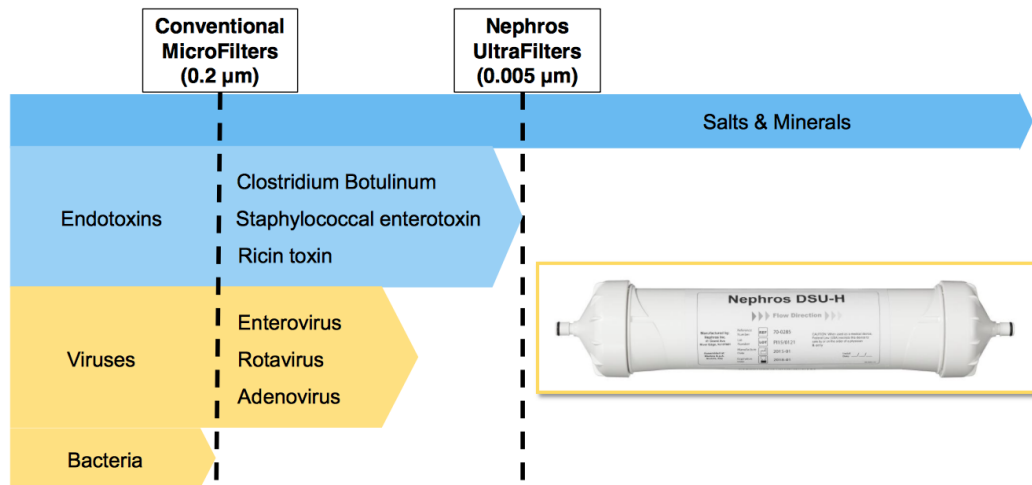 Conventional
MicroFilters
(0.2 µm)
Nephros
UltraFilters
(0.005 µm)
Salts & Minerals
Endotoxins
Clostridium Botulinum
Staphylococcal enterotoxin
Ricin toxin
Viruses
Enterovirus
Rotavirus
Adenovirus
Bacteria
Nephros DSU-H
Flow Direction